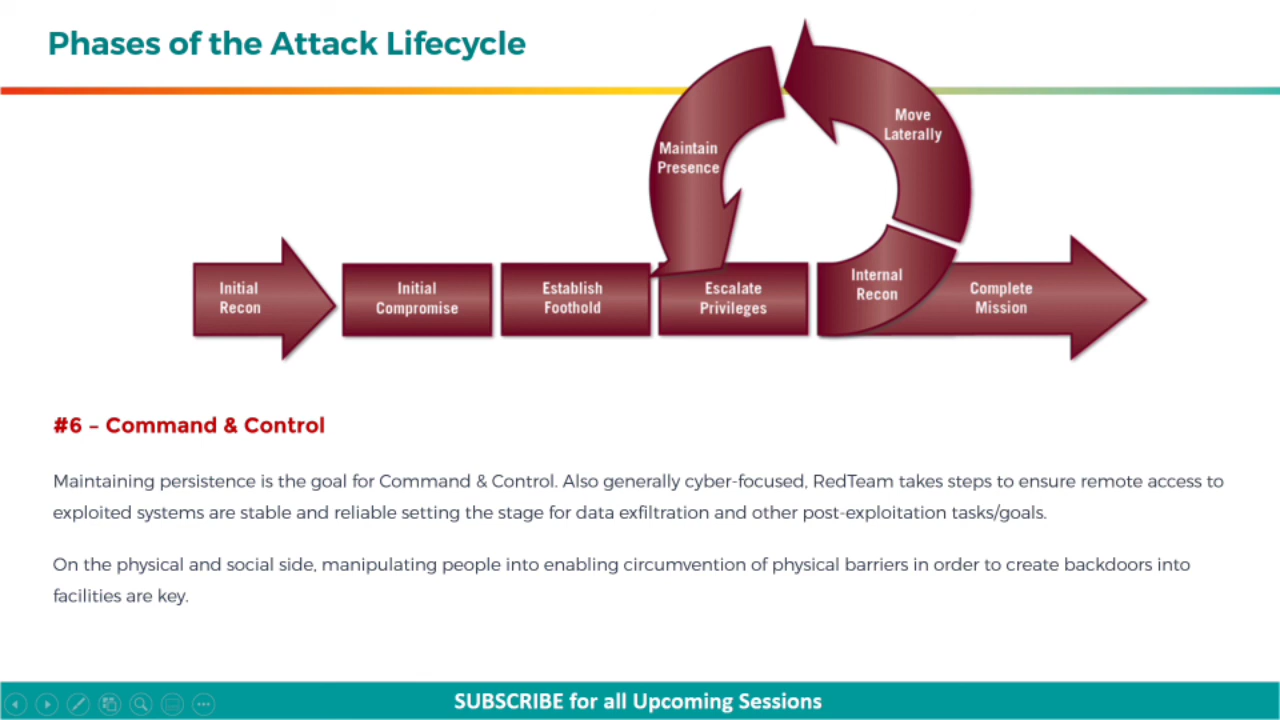 Phases of the Attack Lifecycle
Move
Laterally
Maintain
Presence
Initial
Recon
Initial
Compromise
Establish
Foothold
Escalate
Privileges
Internal
Recon
Complete
Mission
#6 – Command & Control
Maintaining persistence is the goal for Command & Control. Also generally cyber-focused, RedTeam takes steps to ensure remote access to
exploited systems are stable and reliable setting the stage for data exfiltration and other post-exploitation tasks/goals.
On the physical and social side, manipulating people into enabling circumvention of physical barriers in order to create backdoors into
facilities are key.
SUBSCRIBE for all Upcoming Sessions